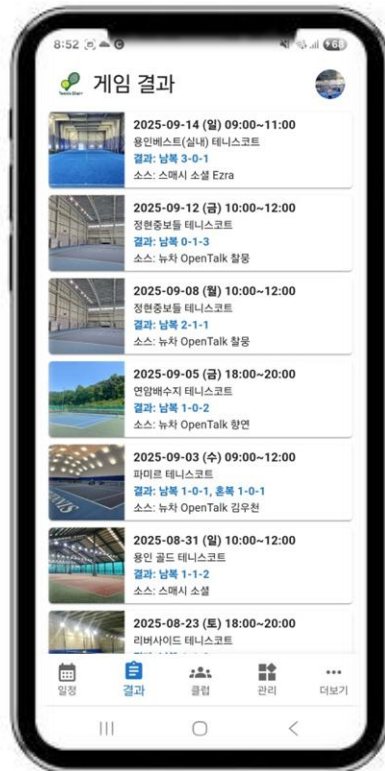 8:52
68
게임 결과
2025-09-14 (일) 09:00~11:00
용인베스트(실내) 테니스코트
결과: 남복 3-0-1
소스: 스매시 소셜 Ezra
2025-09-12 (금) 10:00~12:00
정현중보들 테니스코트
결과: 남복 0-1-3
소스: 뉴차 OpenTalk 찰뭉
2025-09-08 (월) 10:00~12:00
정현중보들 테니스코트
결과: 남복 2-1-1
소스: 뉴차 OpenTalk 찰뭉
2025-09-05 (금) 18:00~20:00
연암배수지 테니스코트
결과: 남복 1-0-2
소스: 뉴차 OpenTalk 향연
2025-09-03 (수) 09:00~12:00
파미르 테니스코트
결과: 남복 1-0-1, 혼복 1-0-1
소스: 뉴차 OpenTalk 김우천
2025-08-31 (일) 10:00~12:00
용인 골드 테니스코트
결과: 남복 1-1-2
소스: 스매시 소셜
2025-08-23 (토) 18:00~20:00
리버사이드 테니스코트
일정 결과 클럽 관리 더보기